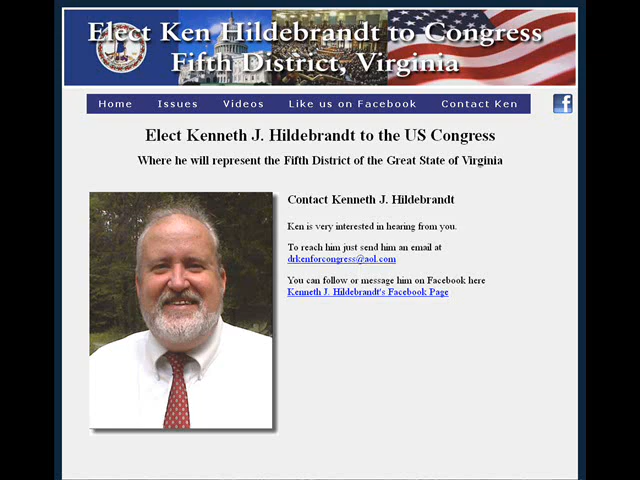 Elect Ken Hildebrandt to Congress
Fifth District, Virginia
Home Issues Videos Like us on Facebook Contact Ken
f
Elect Kenneth J. Hildebrandt to the US Congress
Where he will represent the Fifth District of the Great State of Virginia
Contact Kenneth J. Hildebrandt
Ken is very interested in hearing from you.
To reach him just send him an email at
drkenforcongress@aol.com
You can follow or message him on Facebook here
Kenneth J. Hildebrandt's Facebook Page